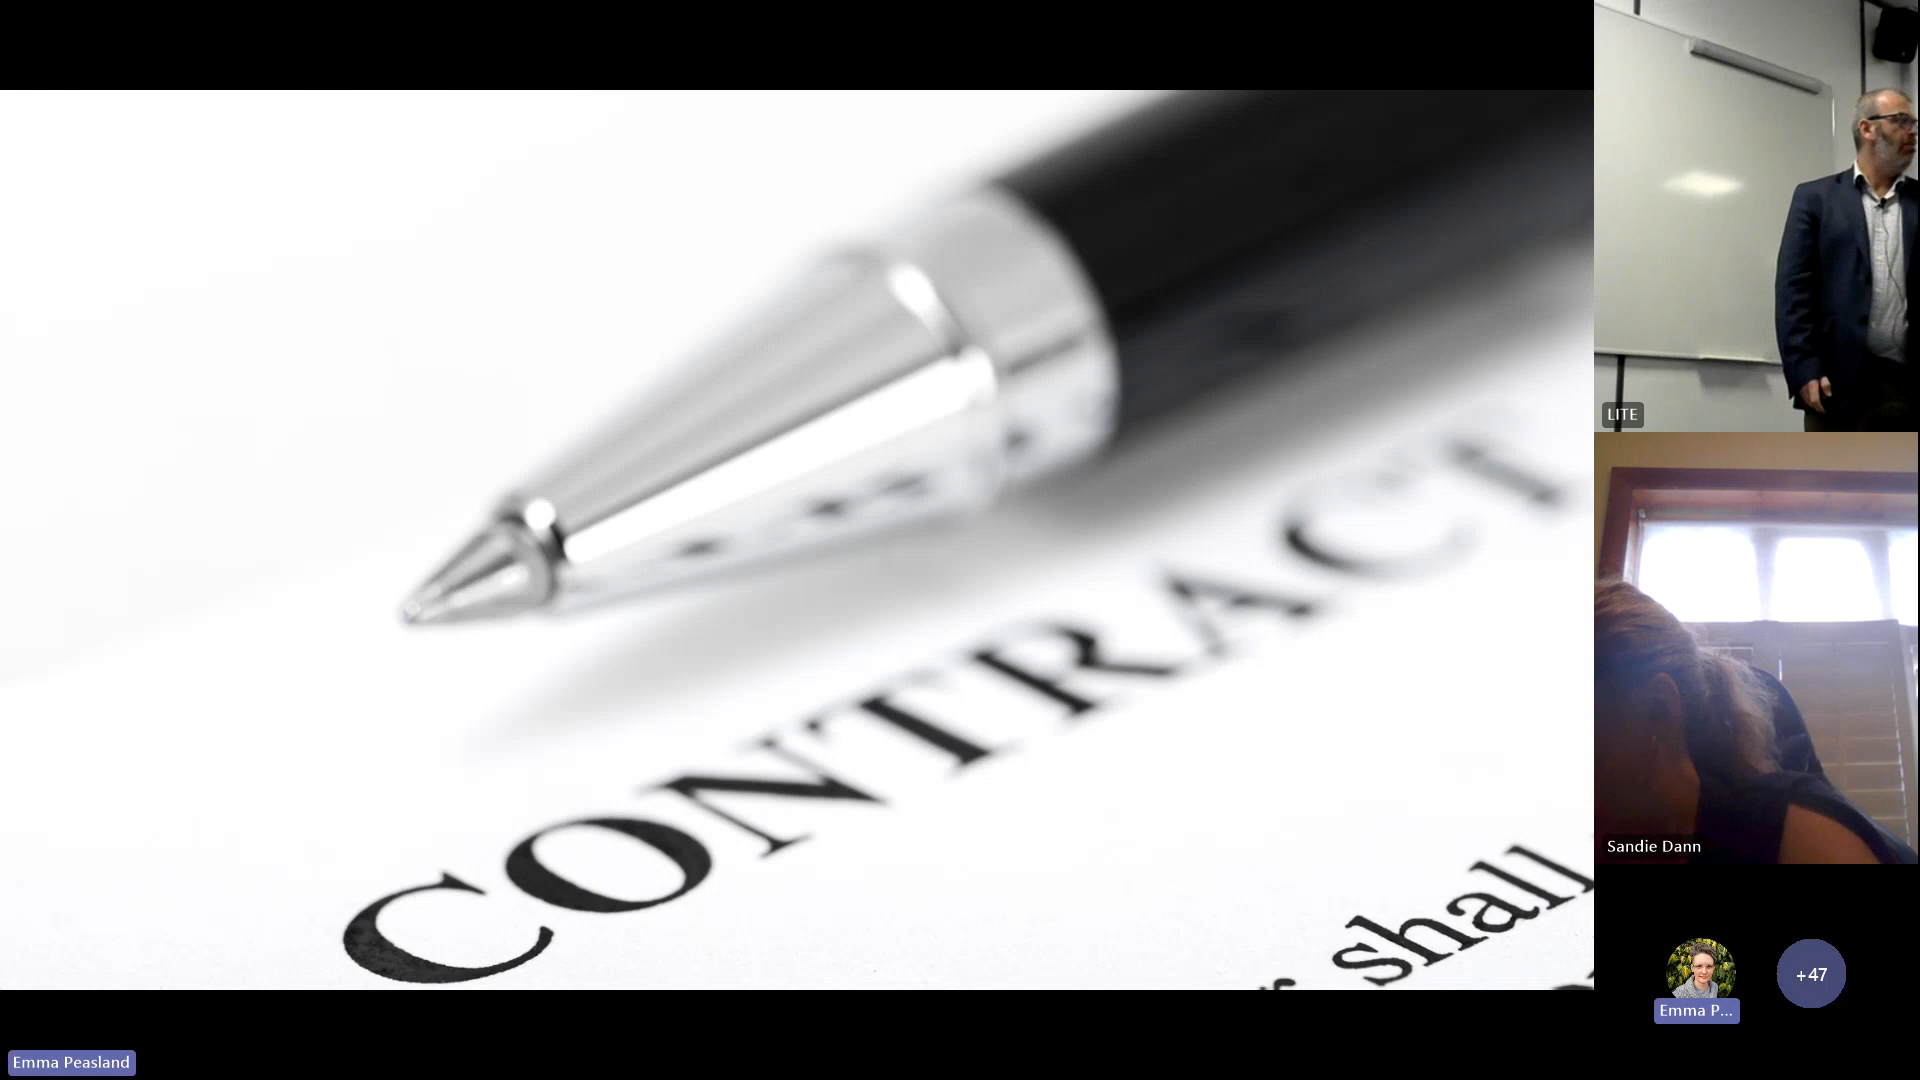 CONTRACT
shall
LITE
Sandie Dann
Emma P...
+47
Emma Peasland